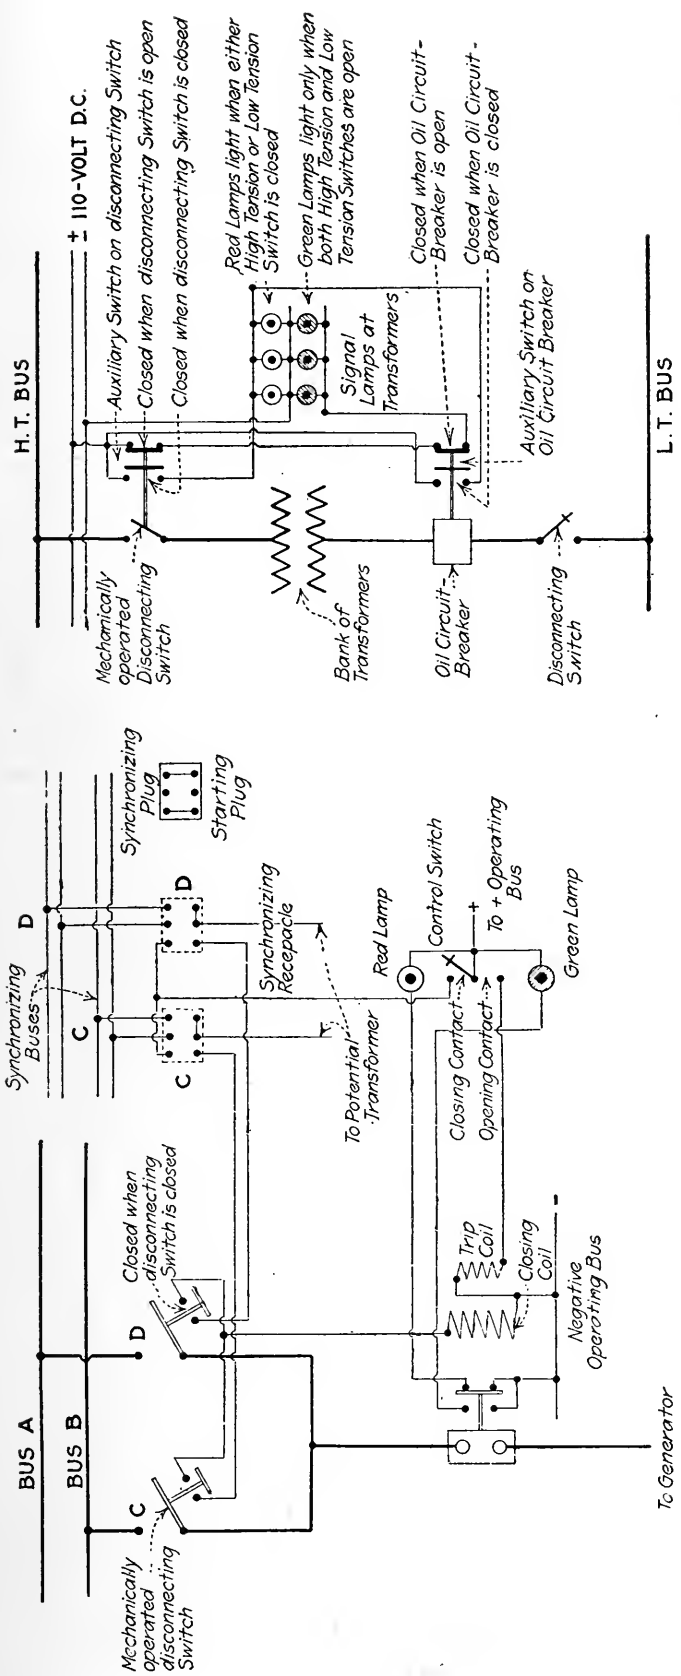 BUS A
BUS B
D
C
Closed when
disconnecting
Switch is closed
Mechanically
operated
disconnecting
Switch
Synchronizing
Buses
D
C
Synchronizing
Plug
Starting
Plug
D
C
Synchronizing
Recepacle
To Potential
Transformer
Red Lamp
Control Switch
+
To + Operating
Bus
Closing Contact
Opening Contact
Green Lamp
Trip
Coil
Closing
Coil
-
Negative
Operating Bus
To Generator
H.T. BUS
+
± 110-VOLT D.C.
Auxiliary Switch on disconnecting Switch
Closed when disconnecting Switch is open
Closed when disconnecting Switch is closed
Red Lamps light when either
High Tension or Low Tension
Switch is closed
Green Lamps light only when
both High Tension and Low
Tension Switches are open
Signal
Lamps at
Transformers
Closed when Oil Circuit-
Breaker is open
Closed when Oil Circuit-
Breaker is closed
Auxiliary Switch on
Oil Circuit Breaker
Mechanically
operated
Disconnecting
Switch
Bank of
Transformers
Oil Circuit-
Breaker
Disconnecting
Switch
L.T. BUS